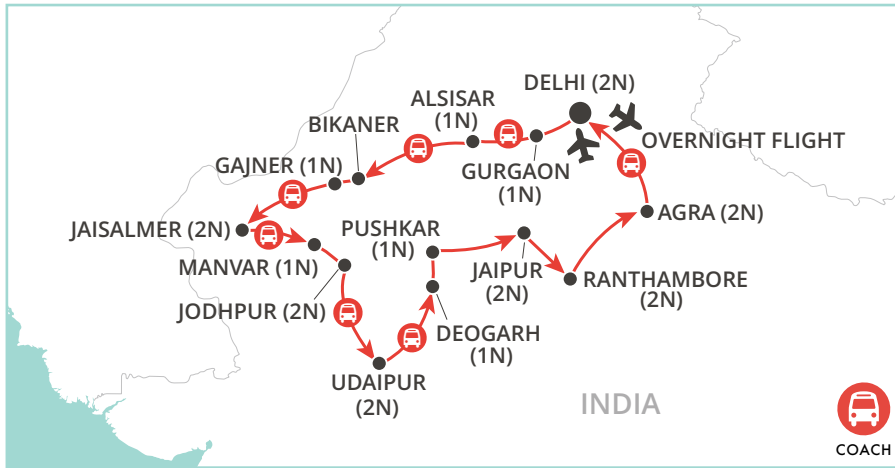 DELHI (2N)
ALSISAR
(1N)
BIKANER
OVERNIGHT FLIGHT
GAJNER (1N)
GURGAON
(1N)
AGRA (2N)
JAISALMER (2N)
PUSHKAR
(1N)
MANVAR (1N)
JAIPUR
(2N)
RANTHAMBORE
(2N)
JODHPUR (2N)
DEOGARH
(1N)
UDAIPUR
(2N)
INDIA
COACH